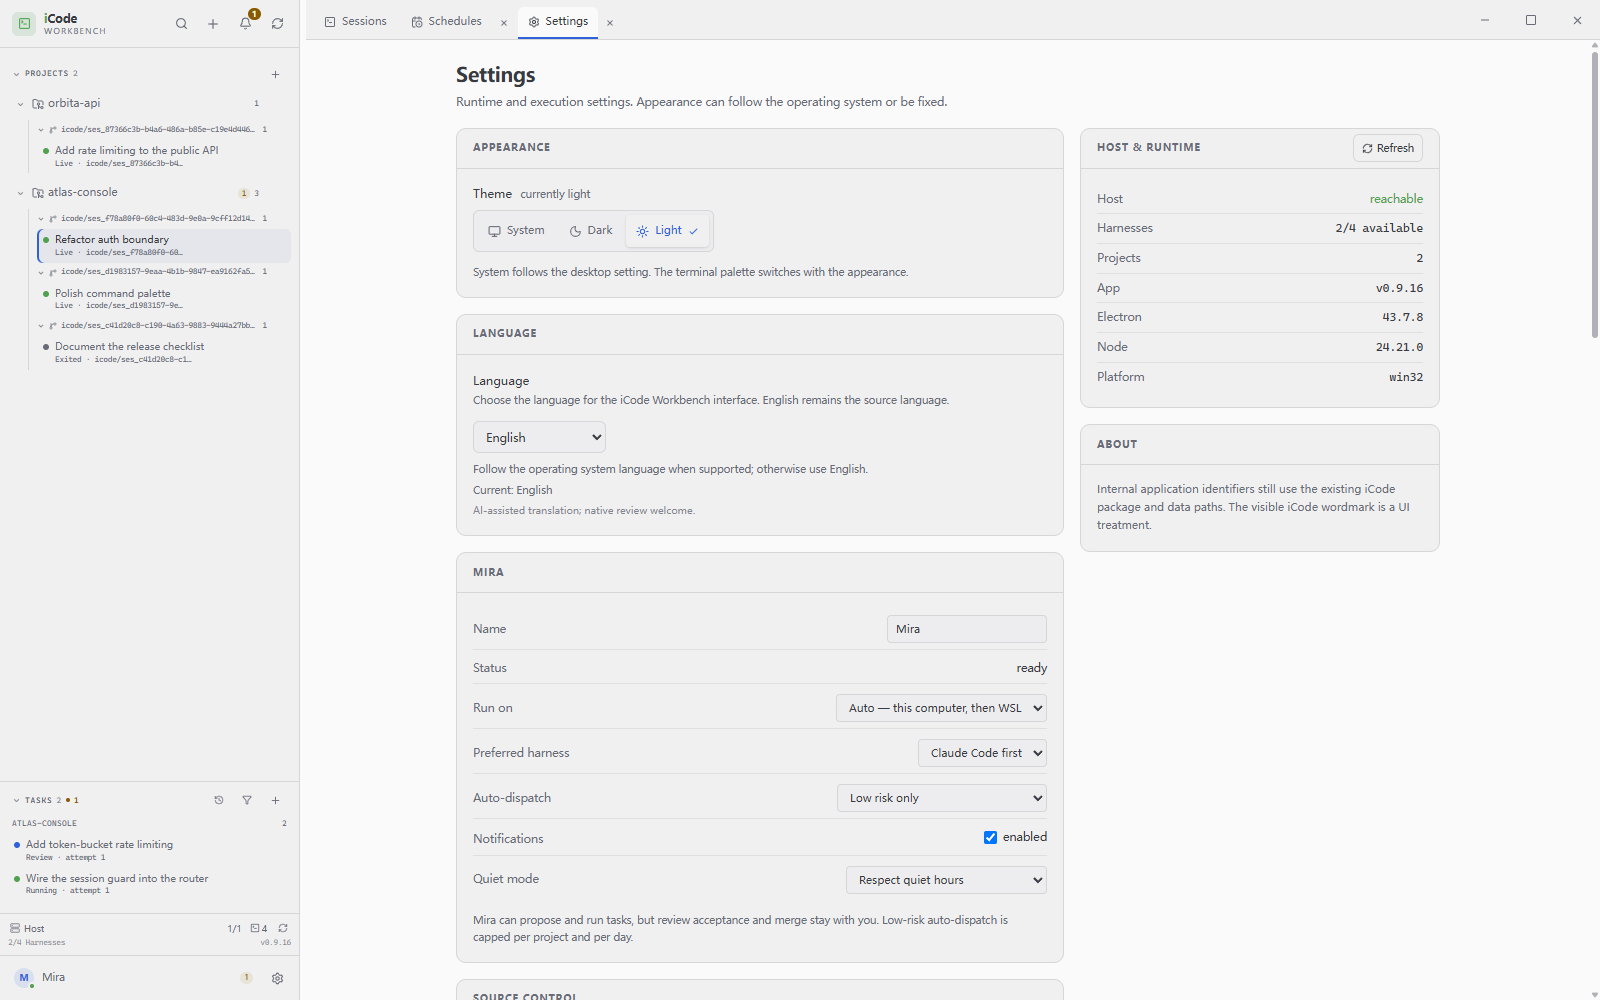 iCode
WORKBENCH
1
PROJECTS 2
orbita-api 1
icode/ses_87366c3b-b4a6-486a-b85e-c19e4d446… 1
Add rate limiting to the public API
Live · icode/ses_87366c3b-b4…
atlas-console 1 3
icode/ses_f78a80f0-60c4-483d-9e0a-9cff12d14… 1
Refactor auth boundary
Live · icode/ses_f78a80f0-60…
icode/ses_d1983157-9eaa-4b1b-9847-ea9162fa5… 1
Polish command palette
Live · icode/ses_d1983157-9e…
icode/ses_c41d20c8-c190-4a63-9883-9444a27bb… 1
Document the release checklist
Exited · icode/ses_c41d20c8-c1…
TASKS 2 1
ATLAS-CONSOLE 2
Add token-bucket rate limiting
Review · attempt 1
Wire the session guard into the router
Running · attempt 1
Host 1/1 4
2/4 Harnesses v0.9.16
M Mira 1
Sessions Schedules Settings
Settings
Runtime and execution settings. Appearance can follow the operating system or be fixed.
APPEARANCE
Theme currently light
System Dark Light
System follows the desktop setting. The terminal palette switches with the appearance.
LANGUAGE
Language
Choose the language for the iCode Workbench interface. English remains the source language.
English
Follow the operating system language when supported; otherwise use English.
Current: English
AI-assisted translation; native review welcome.
MIRA
Name Mira
Status ready
Run on Auto — this computer, then WSL
Preferred harness Claude Code first
Auto-dispatch Low risk only
Notifications enabled
Quiet mode Respect quiet hours
Mira can propose and run tasks, but review acceptance and merge stay with you. Low-risk auto-dispatch is
capped per project and per day.
SOURCE CONTROL
HOST & RUNTIME Refresh
Host reachable
Harnesses 2/4 available
Projects 2
App v0.9.16
Electron 43.7.8
Node 24.21.0
Platform win32
ABOUT
Internal application identifiers still use the existing iCode
package and data paths. The visible iCode wordmark is a UI
treatment.